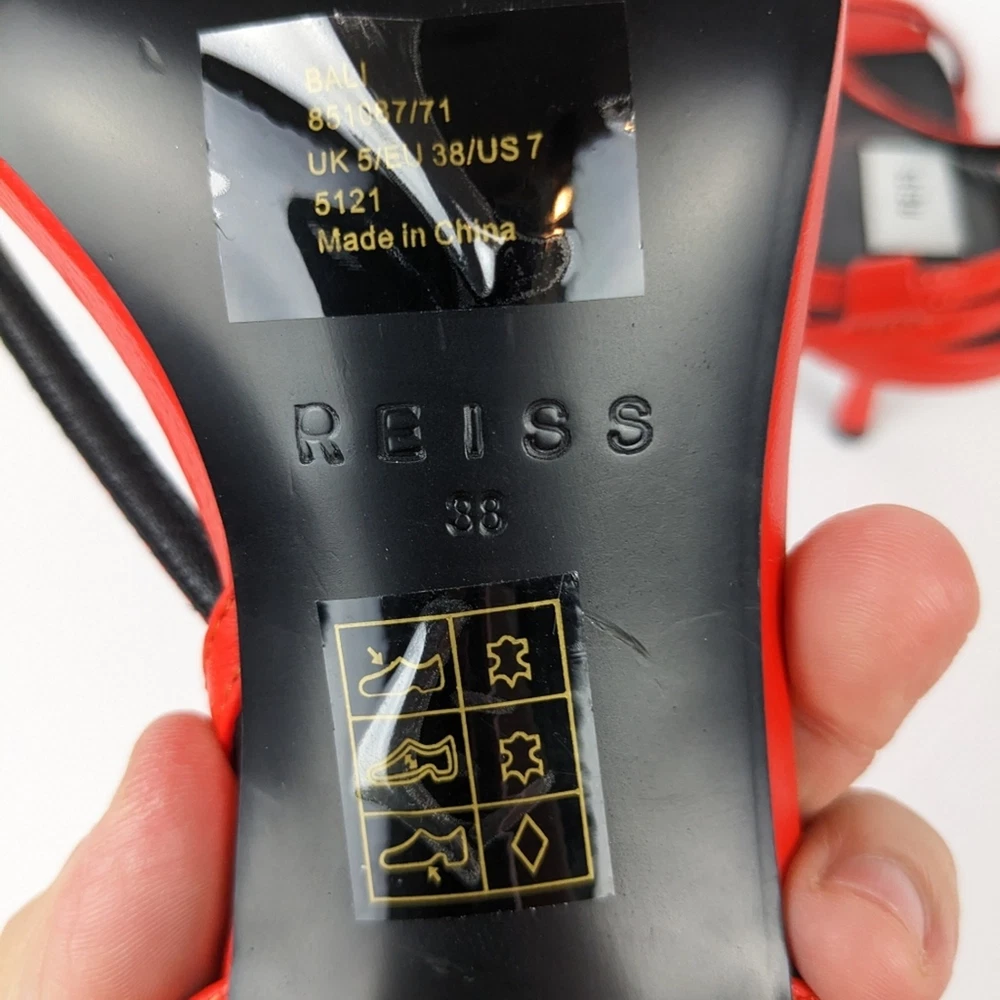 BALI
851087/71
UK 5/EU 38/US 7
5121
Made in China
REISS
38